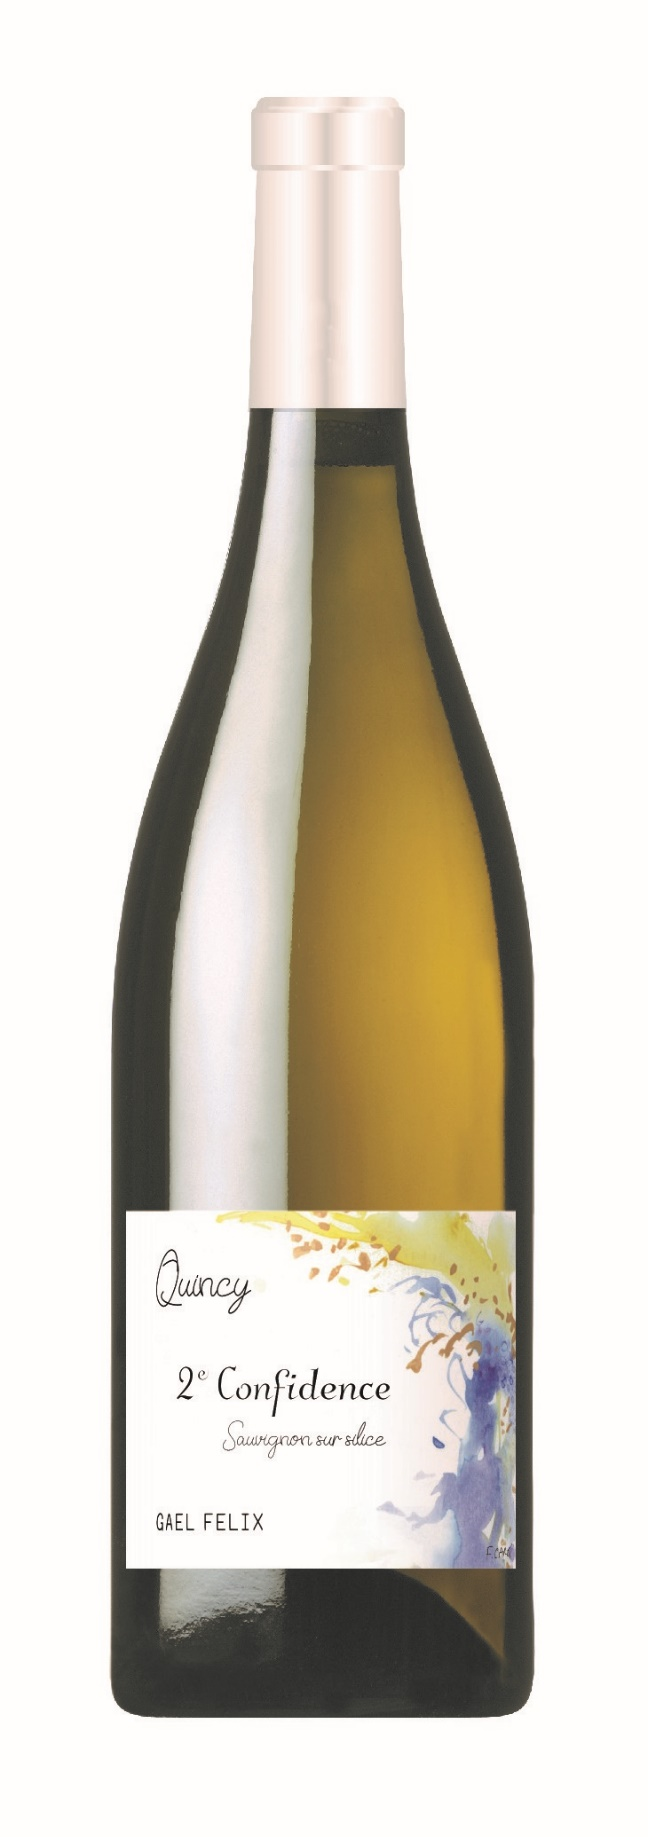 Quincy
2e Confidence
Sauvignon sur silice
GAEL FELIX